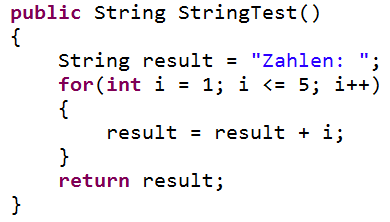 public String StringTest()
{
    String result = "Zahlen: ";
    for(int i = 1; i <= 5; i++)
    {
        result = result + i;
    }
    return result;
}